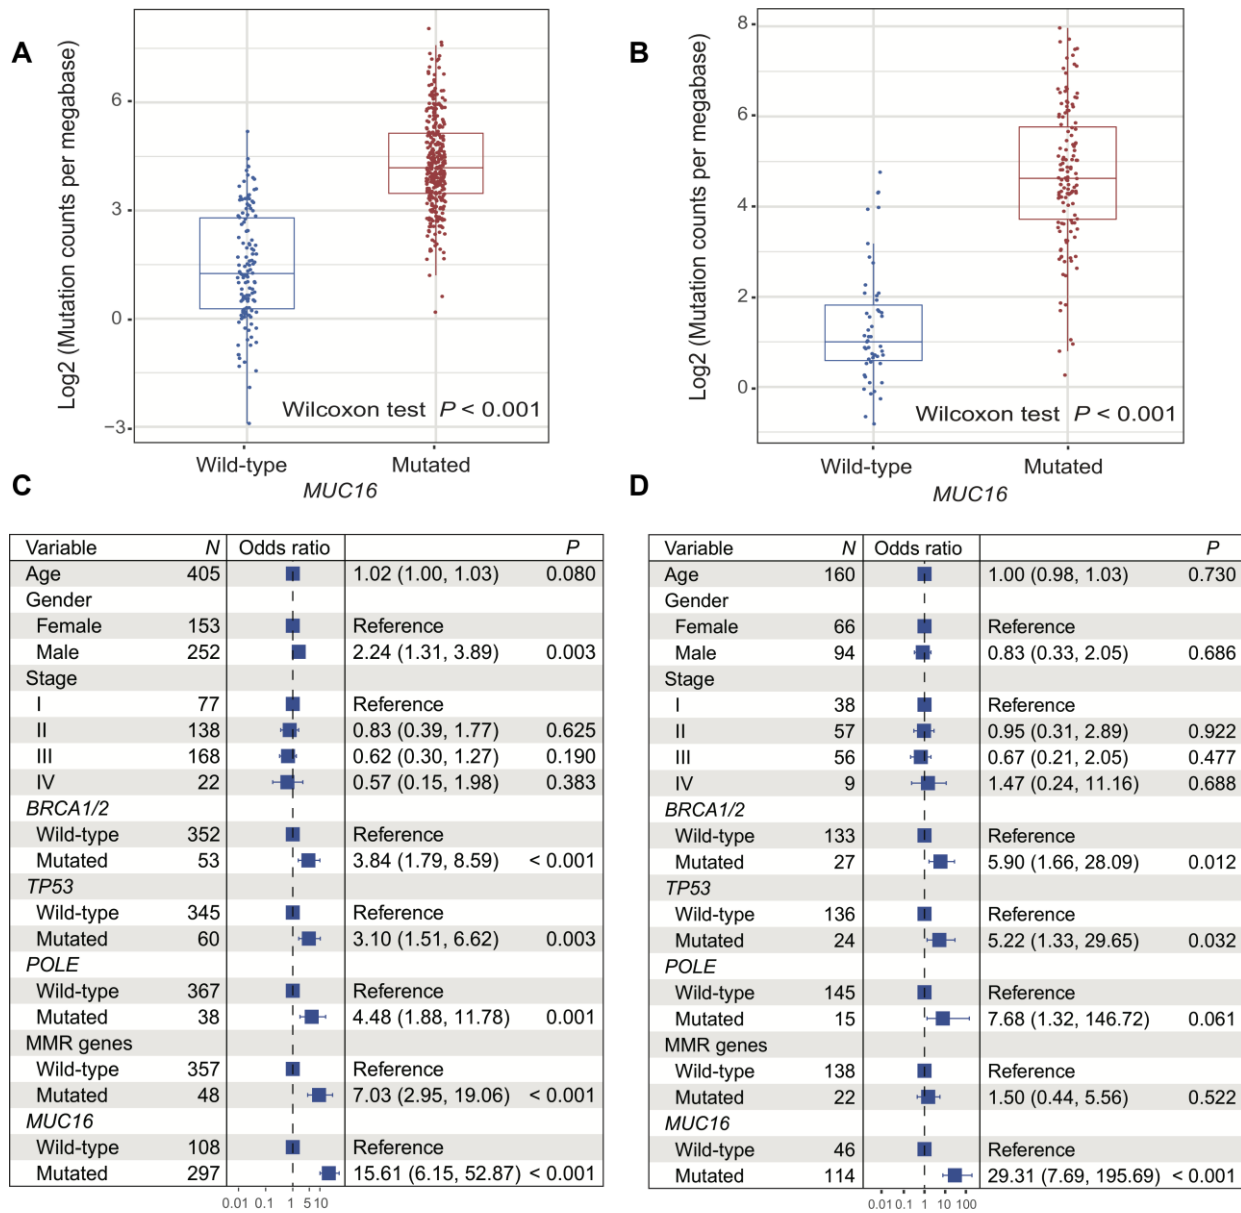 A
Log2 (Mutation counts per megabase)
6
3
0
−3
Wilcoxon test P < 0.001
Wild-type Mutated
MUC16
B
Log2 (Mutation counts per megabase)
8
6
4
2
0
Wilcoxon test P < 0.001
Wild-type Mutated
MUC16
C
Variable N Odds ratio P
Age 405 1.02 (1.00, 1.03) 0.080
Gender
Female 153 Reference
Male 252 2.24 (1.31, 3.89) 0.003
Stage
I 77 Reference
II 138 0.83 (0.39, 1.77) 0.625
III 168 0.62 (0.30, 1.27) 0.190
IV 22 0.57 (0.15, 1.98) 0.383
BRCA1/2
Wild-type 352 Reference
Mutated 53 3.84 (1.79, 8.59) < 0.001
TP53
Wild-type 345 Reference
Mutated 60 3.10 (1.51, 6.62) 0.003
POLE
Wild-type 367 Reference
Mutated 38 4.48 (1.88, 11.78) 0.001
MMR genes
Wild-type 357 Reference
Mutated 48 7.03 (2.95, 19.06) < 0.001
MUC16
Wild-type 108 Reference
Mutated 297 15.61 (6.15, 52.87) < 0.001
0.01 0.1 1 5 10
D
Variable N Odds ratio P
Age 160 1.00 (0.98, 1.03) 0.730
Gender
Female 66 Reference
Male 94 0.83 (0.33, 2.05) 0.686
Stage
I 38 Reference
II 57 0.95 (0.31, 2.89) 0.922
III 56 0.67 (0.21, 2.05) 0.477
IV 9 1.47 (0.24, 11.16) 0.688
BRCA1/2
Wild-type 133 Reference
Mutated 27 5.90 (1.66, 28.09) 0.012
TP53
Wild-type 136 Reference
Mutated 24 5.22 (1.33, 29.65) 0.032
POLE
Wild-type 145 Reference
Mutated 15 7.68 (1.32, 146.72) 0.061
MMR genes
Wild-type 138 Reference
Mutated 22 1.50 (0.44, 5.56) 0.522
MUC16
Wild-type 46 Reference
Mutated 114 29.31 (7.69, 195.69) < 0.001
0.01 0.1 1 10 100